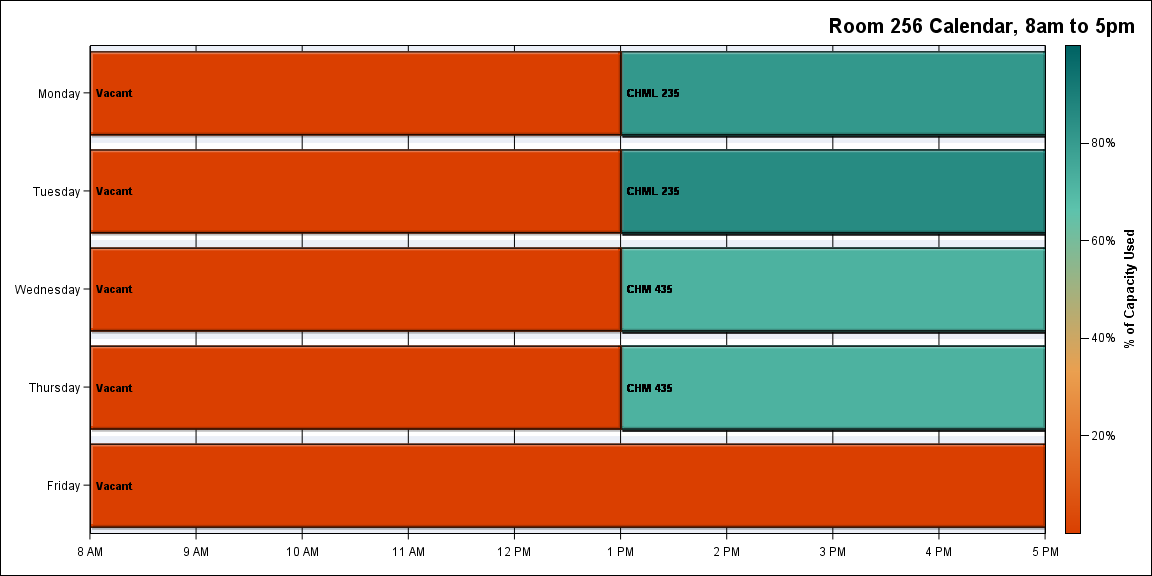 Room 256 Calendar, 8am to 5pm
Monday
Vacant
CHML 235
Tuesday
Vacant
CHML 235
Wednesday
Vacant
CHM 435
Thursday
Vacant
CHM 435
Friday
Vacant
8 AM 9 AM 10 AM 11 AM 12 PM 1 PM 2 PM 3 PM 4 PM 5 PM
80%
60%
40%
20%
% of Capacity Used